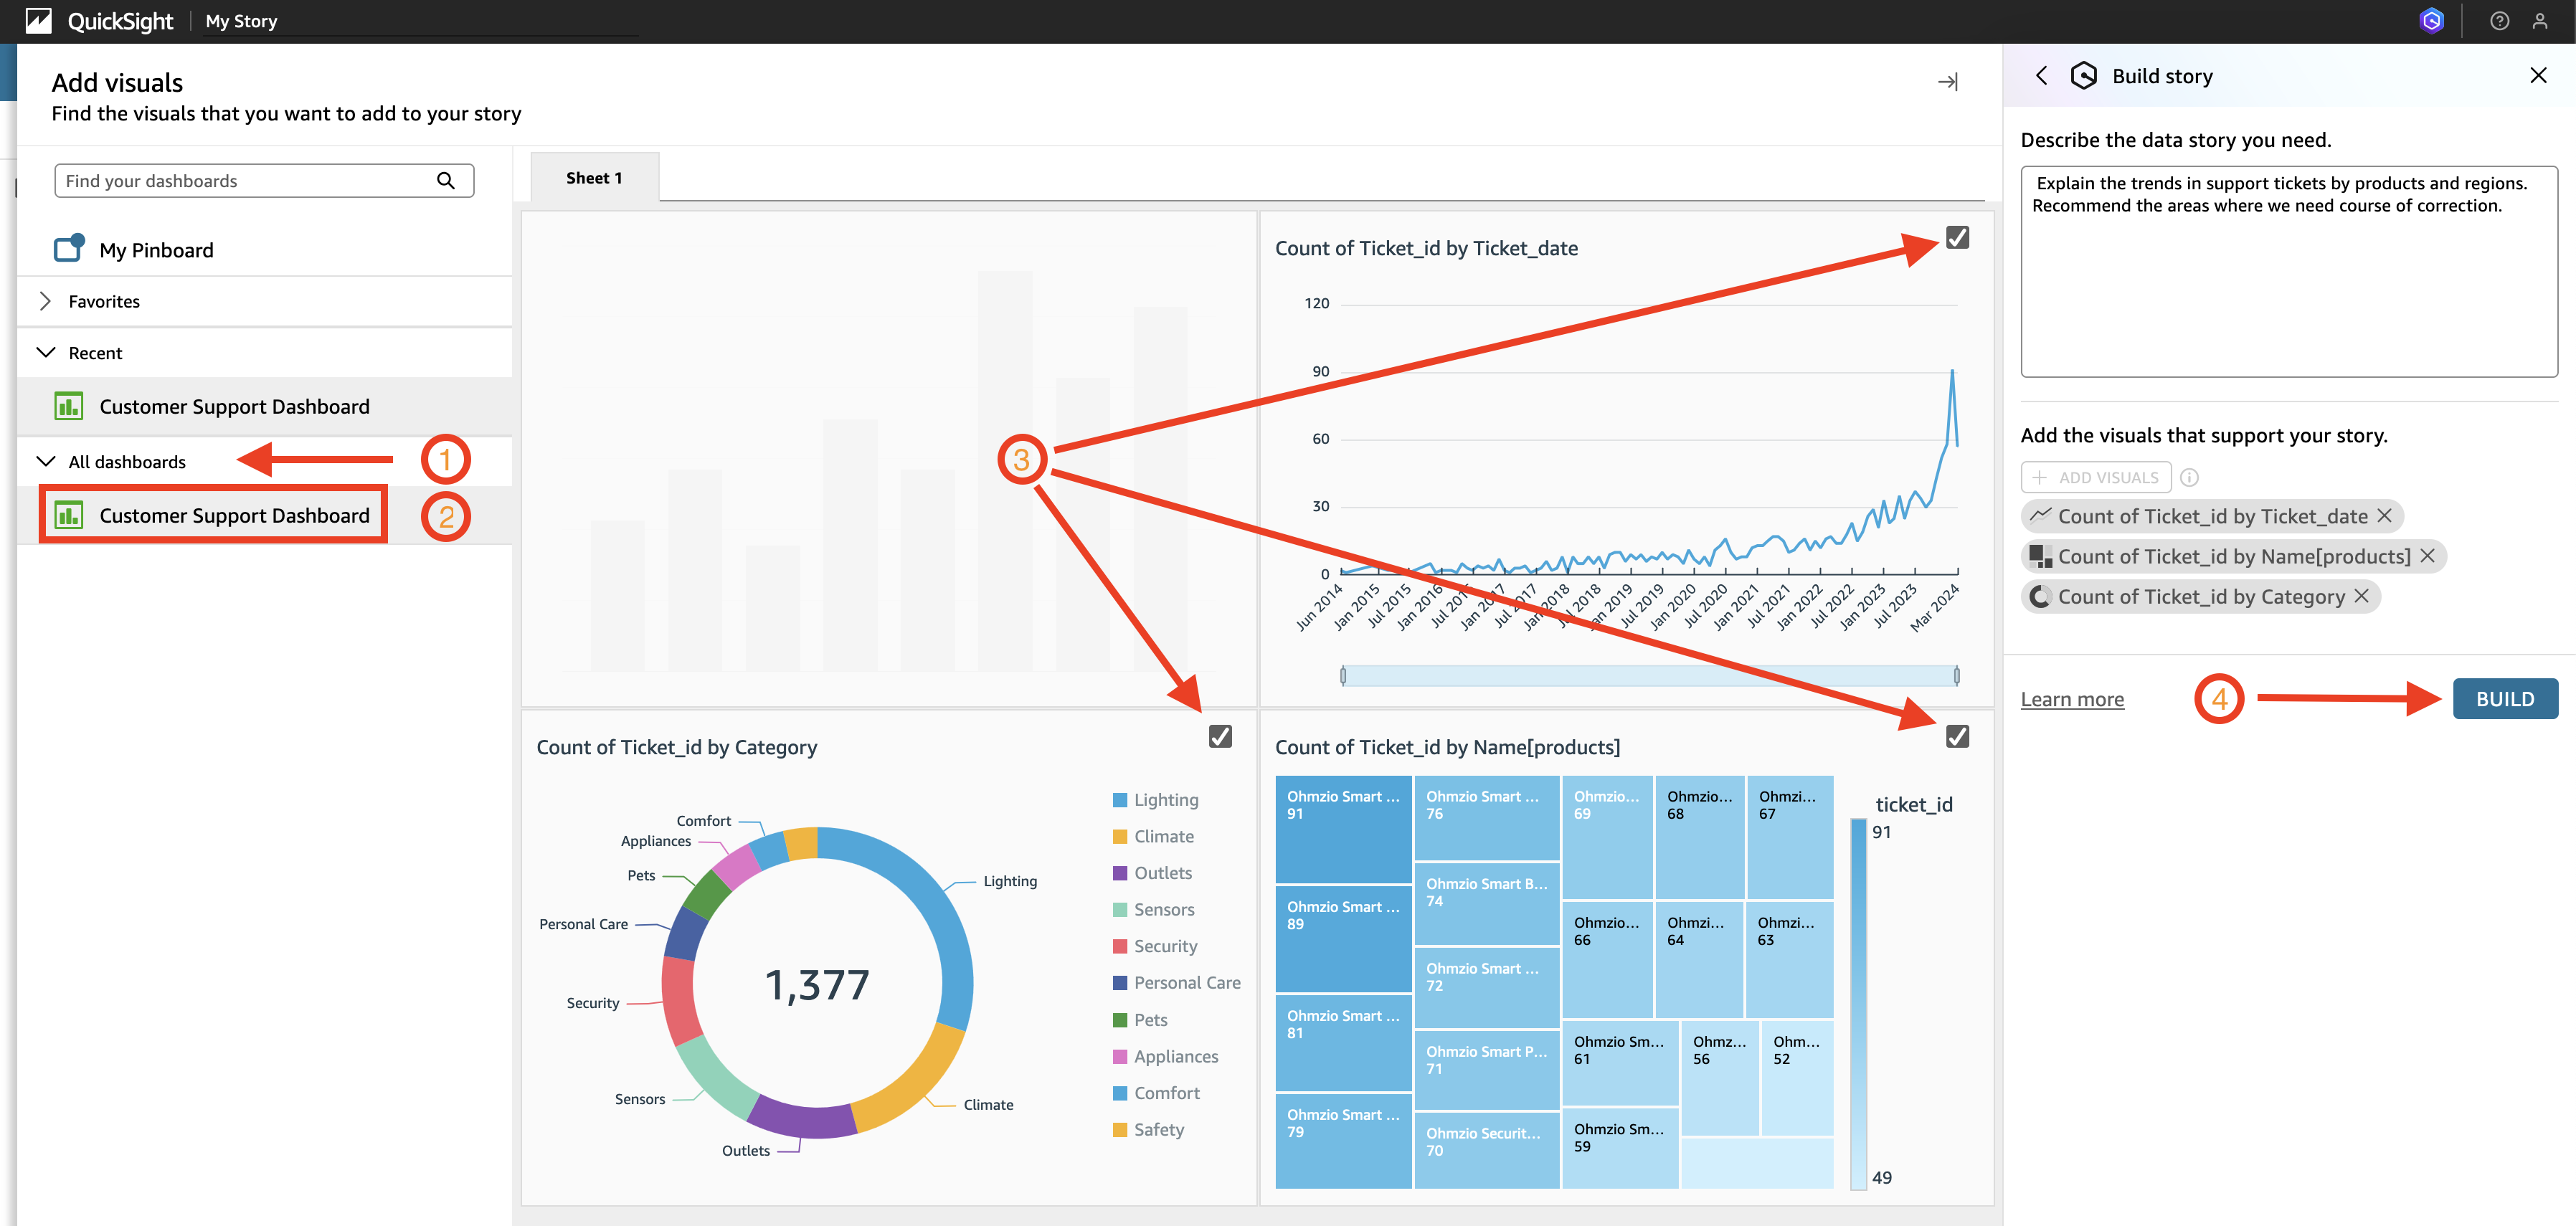 QuickSight
My Story
Add visuals
Find the visuals that you want to add to your story
Find your dashboards
My Pinboard
Favorites
Recent
Customer Support Dashboard
All dashboards
1
Customer Support Dashboard
2
Sheet 1
3
Count of Ticket_id by Ticket_date
120
90
60
30
0
Jun 2014
Jan 2015
Jul 2015
Jan 2016
Jul 2016
Jan 2017
Jul 2017
Jan 2018
Jul 2018
Jan 2019
Jul 2019
Jan 2020
Jul 2020
Jan 2021
Jul 2021
Jan 2022
Jul 2022
Jan 2023
Jul 2023
Mar 2024
Count of Ticket_id by Category
Comfort
Appliances
Pets
Personal Care
Security
Sensors
Outlets
Climate
Lighting
1,377
Lighting
Climate
Outlets
Sensors
Security
Personal Care
Pets
Appliances
Comfort
Safety
Count of Ticket_id by Name[products]
Ohmzio Smart ...
91
Ohmzio Smart ...
89
Ohmzio Smart ...
81
Ohmzio Smart ...
79
Ohmzio Smart ...
76
Ohmzio Smart B...
74
Ohmzio Smart ...
72
Ohmzio Smart P...
71
Ohmzio Securit...
70
Ohmzio...
69
Ohmzio...
68
Ohmzi...
67
Ohmzio...
66
Ohmzi...
64
Ohmzi...
63
Ohmzio Sm...
61
Ohmz...
56
Ohm...
52
Ohmzio Sm...
59
ticket_id
91
49
Build story
Describe the data story you need.
Explain the trends in support tickets by products and regions.
Recommend the areas where we need course of correction.
Add the visuals that support your story.
ADD VISUALS
Count of Ticket_id by Ticket_date
Count of Ticket_id by Name[products]
Count of Ticket_id by Category
Learn more
4
BUILD